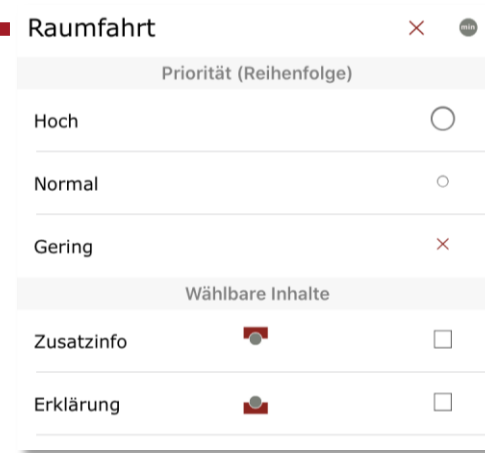 Raumfahrt min
Priorität (Reihenfolge)
Hoch
Normal
Gering
Wählbare Inhalte
Zusatzinfo
Erklärung